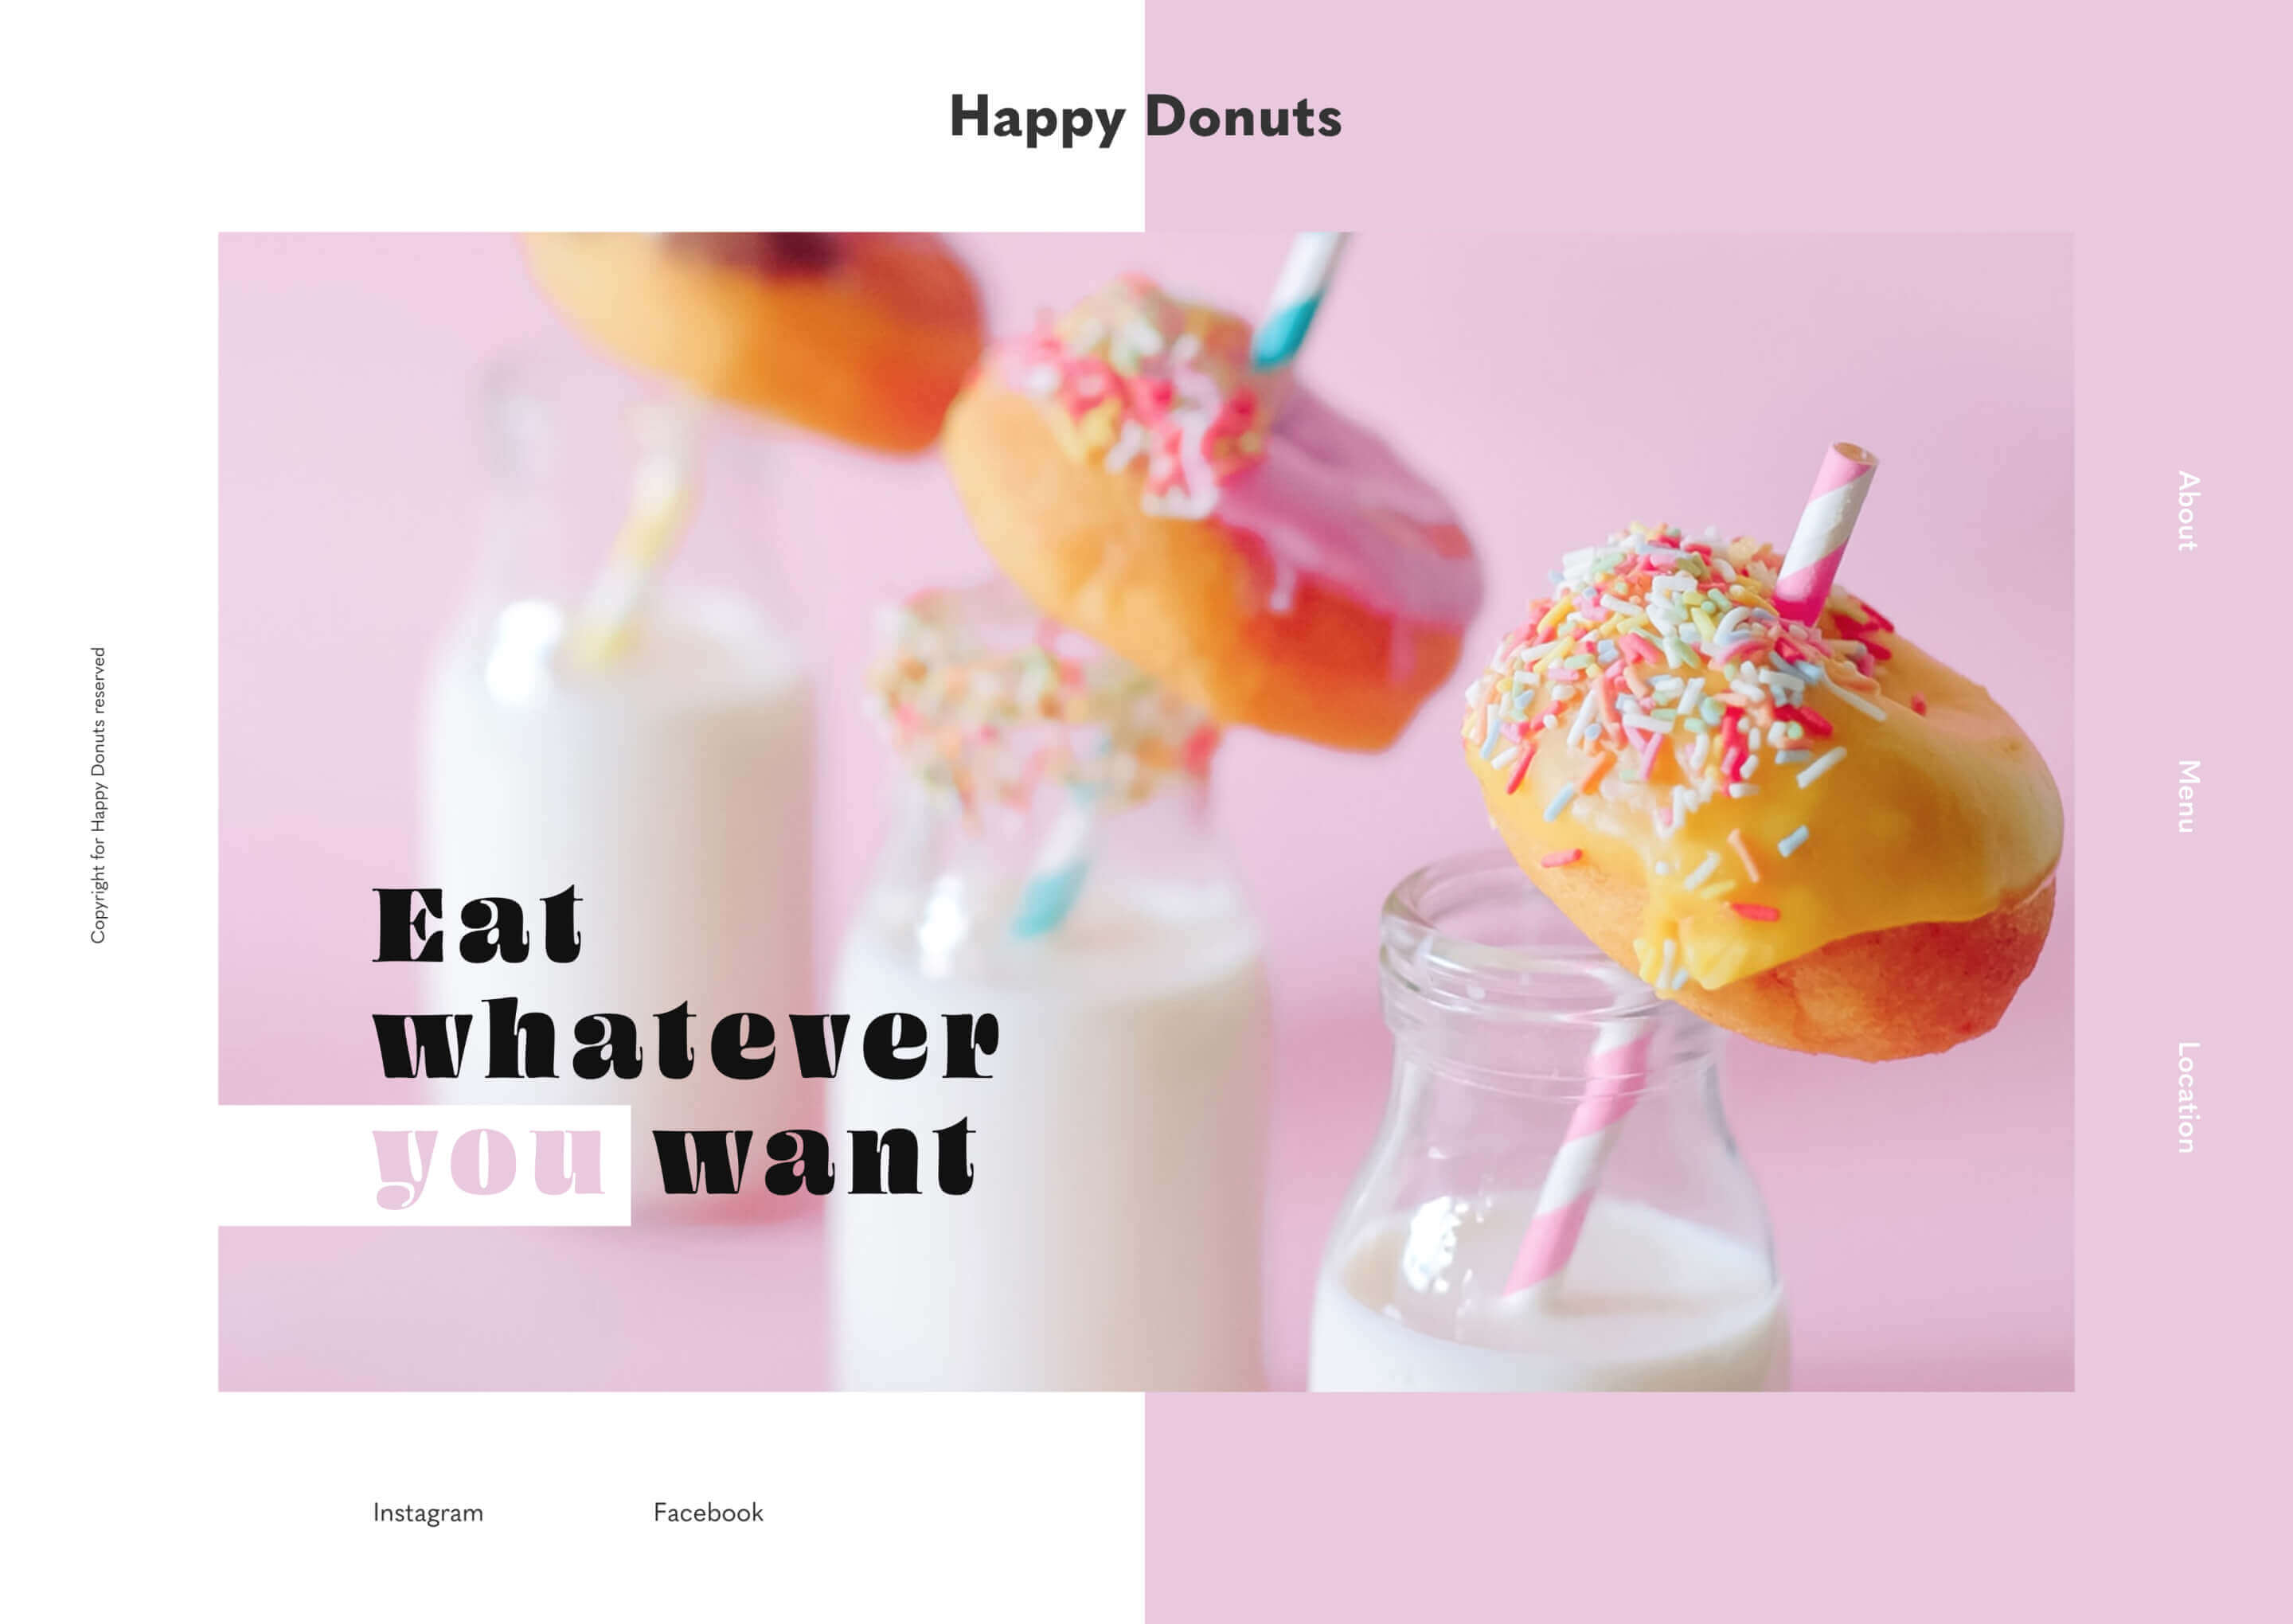 Happy Donuts
Copyright for Happy Donuts reserved
Eat
whatever
you want
About
Menu
Location
Instagram
Facebook